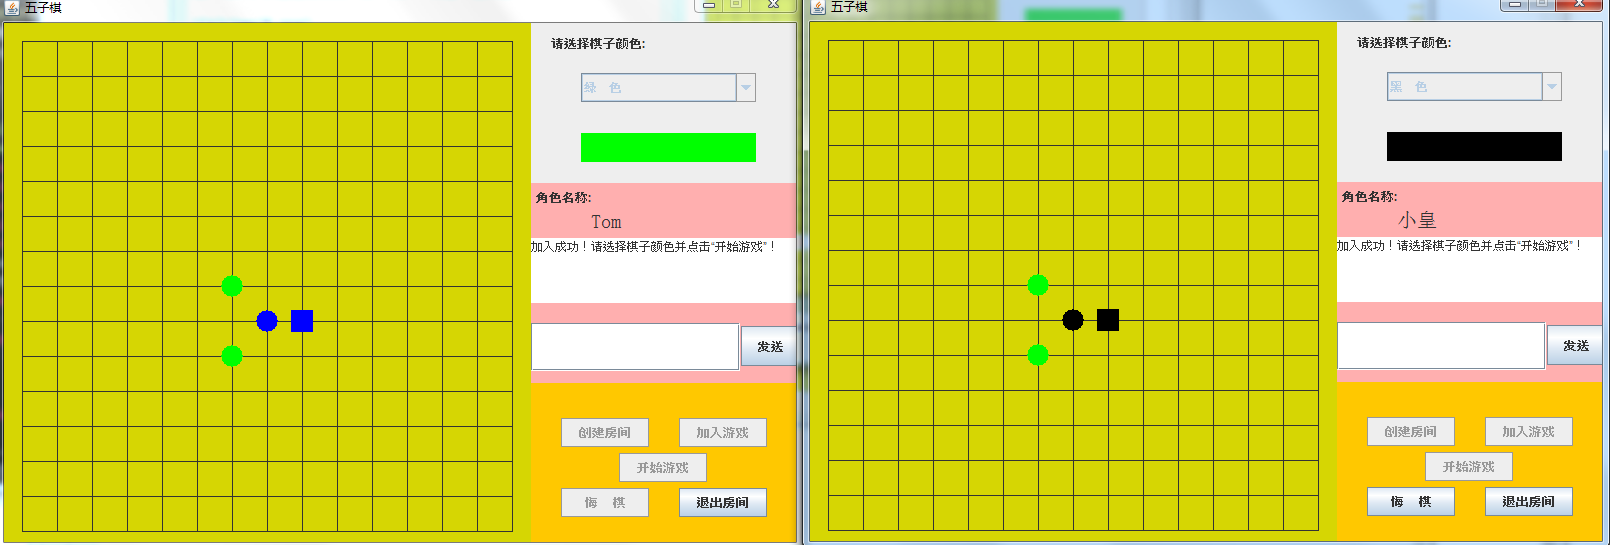 五子棋
请选择棋子颜色:
绿 色
角色名称:
Tom
加入成功！请选择棋子颜色并点击“开始游戏”！
发送
创建房间
加入游戏
开始游戏
悔 棋
退出房间
五子棋
请选择棋子颜色:
黑 色
角色名称:
小皇
加入成功！请选择棋子颜色并点击“开始游戏”！
发送
创建房间
加入游戏
开始游戏
悔 棋
退出房间